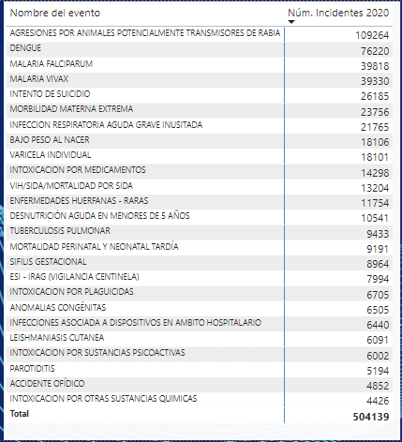 Nombre del evento Núm. Incidentes 2020
AGRESIONES POR ANIMALES POTENCIALMENTE TRANSMISORES DE RABIA 109264
DENGUE 76220
MALARIA FALCIPARUM 39818
MALARIA VIVAX 39330
INTENTO DE SUICIDIO 26185
MORBILIDAD MATERNA EXTREMA 23756
INFECCION RESPIRATORIA AGUDA GRAVE INUSITADA 21765
BAJO PESO AL NACER 18106
VARICELA INDIVIDUAL 18101
INTOXICACION POR MEDICAMENTOS 14298
VIH/SIDA/MORTALIDAD POR SIDA 13204
ENFERMEDADES HUERFANAS - RARAS 11754
DESNUTRICIÓN AGUDA EN MENORES DE 5 AÑOS 10541
TUBERCULOSIS PULMONAR 9433
MORTALIDAD PERINATAL Y NEONATAL TARDÍA 9191
SIFILIS GESTACIONAL 8964
ESI - IRAG (VIGILANCIA CENTINELA) 7994
INTOXICACION POR PLAGUICIDAS 6705
ANOMALIAS CONGÉNITAS 6505
INFECCIONES ASOCIADA A DISPOSITIVOS EN AMBITO HOSPITALARIO 6440
LEISHMANIASIS CUTANEA 6091
INTOXICACION POR SUSTANCIAS PSICOACTIVAS 6002
PAROTIDITIS 5194
ACCIDENTE OFÍDICO 4852
INTOXICACION POR OTRAS SUSTANCIAS QUIMICAS 4426
Total 504139